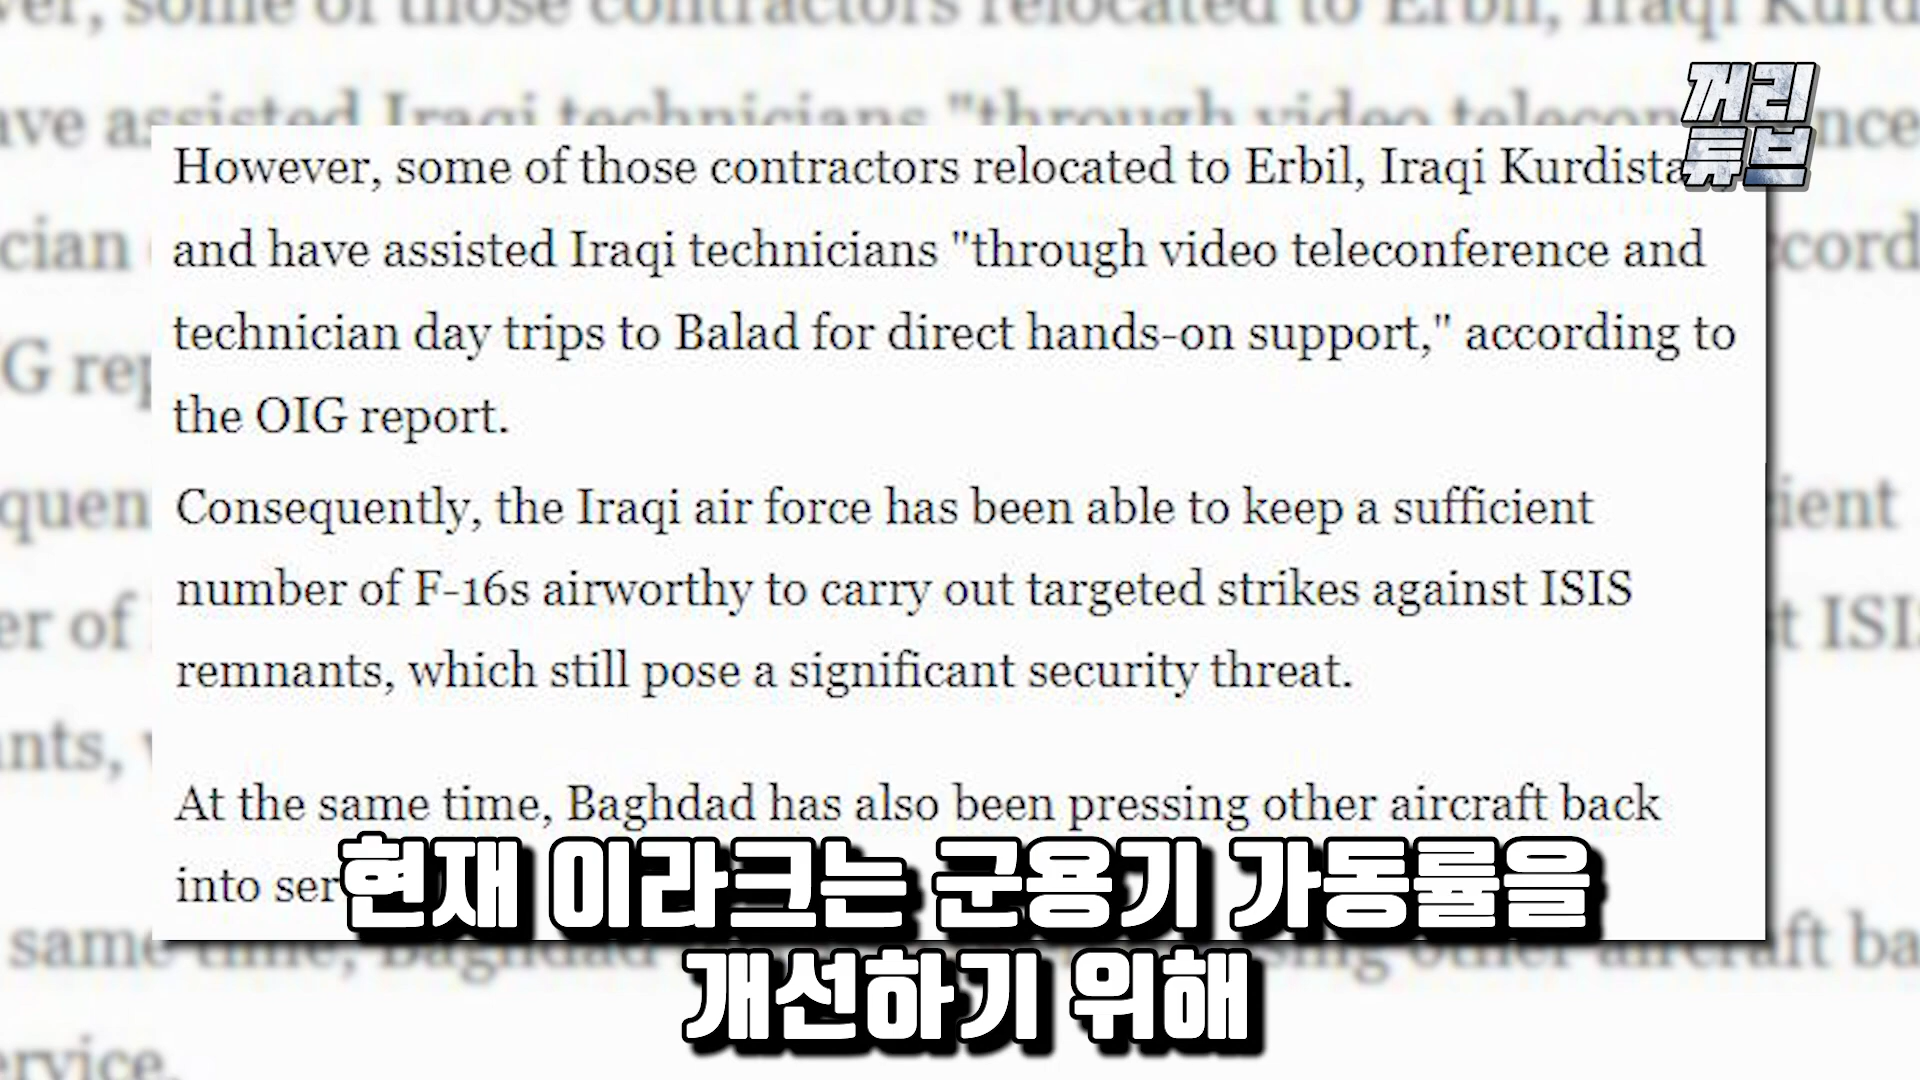 꺼리
튜브
However, some of those contractors relocated to Erbil, Iraqi Kurdista
and have assisted Iraqi technicians "through video teleconference and
technician day trips to Balad for direct hands-on support," according to
the OIG report.
Consequently, the Iraqi air force has been able to keep a sufficient
number of F-16s airworthy to carry out targeted strikes against ISIS
remnants, which still pose a significant security threat.
At the same time, Baghdad has also been pressing other aircraft back
into ser
현재 이라크는 군용기 가동률을
개선하기 위해